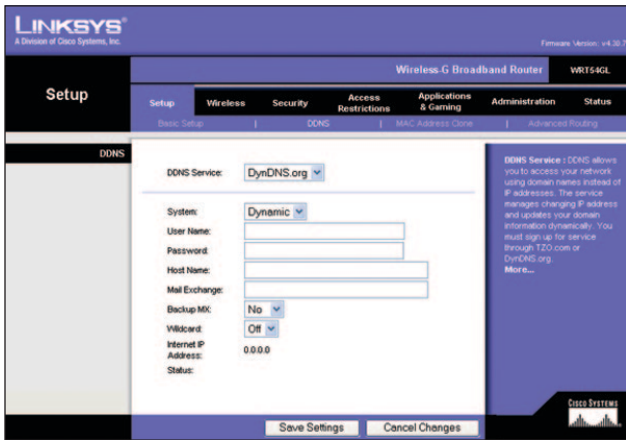 LINKSYS®
A Division of Cisco Systems, Inc.
Firmware Version: v4.30.7
Wireless-G Broadband Router WRT54GL
Setup
Setup Wireless Security Access Restrictions Applications & Gaming Administration Status
Basic Setup | DDNS | MAC Address Clone | Advanced Routing
DDNS
DDNS Service: DynDNS.org
System: Dynamic
User Name:
Password:
Host Name:
Mail Exchange:
Backup MX: No
Wildcard: Off
Internet IP
Address: 0.0.0.0
Status:
DDNS Service : DDNS allows
you to access your network
using domain names instead of
IP addresses. The service
manages changing IP address
and updates your domain
information dynamically. You
must sign up for service
through TZO.com or
DynDNS.org.
More...
Save Settings Cancel Changes
CISCO SYSTEMS